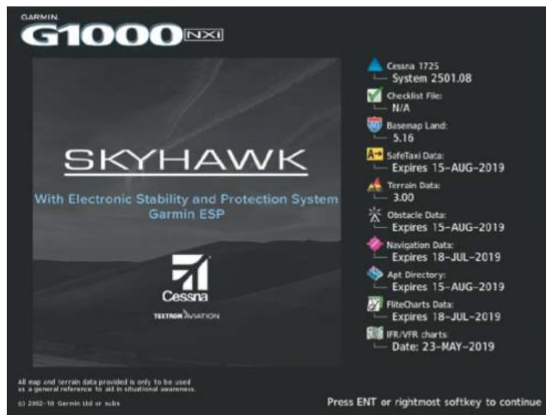 GARMIN
G1000 NXi
SKYHAWK
With Electronic Stability and Protection System
Garmin ESP
Cessna
TEXTRON AVIATION
Cessna 172S
System 2501.08
Checklist File:
N/A
Basemap Land:
5.16
SafeTaxi Data:
Expires 15-AUG-2019
Terrain Data:
3.00
Obstacle Data:
Expires 15-AUG-2019
Navigation Data:
Expires 18-JUL-2019
Apt Directory:
Expires 15-AUG-2019
FliteCharts Data:
Expires 18-JUL-2019
IFR/VFR charts:
Date: 23-MAY-2019
All map and terrain data provided is only to be used
as a general reference to aid in situational awareness.
(c) 2002-18 Garmin Ltd or subs
Press ENT or rightmost softkey to continue